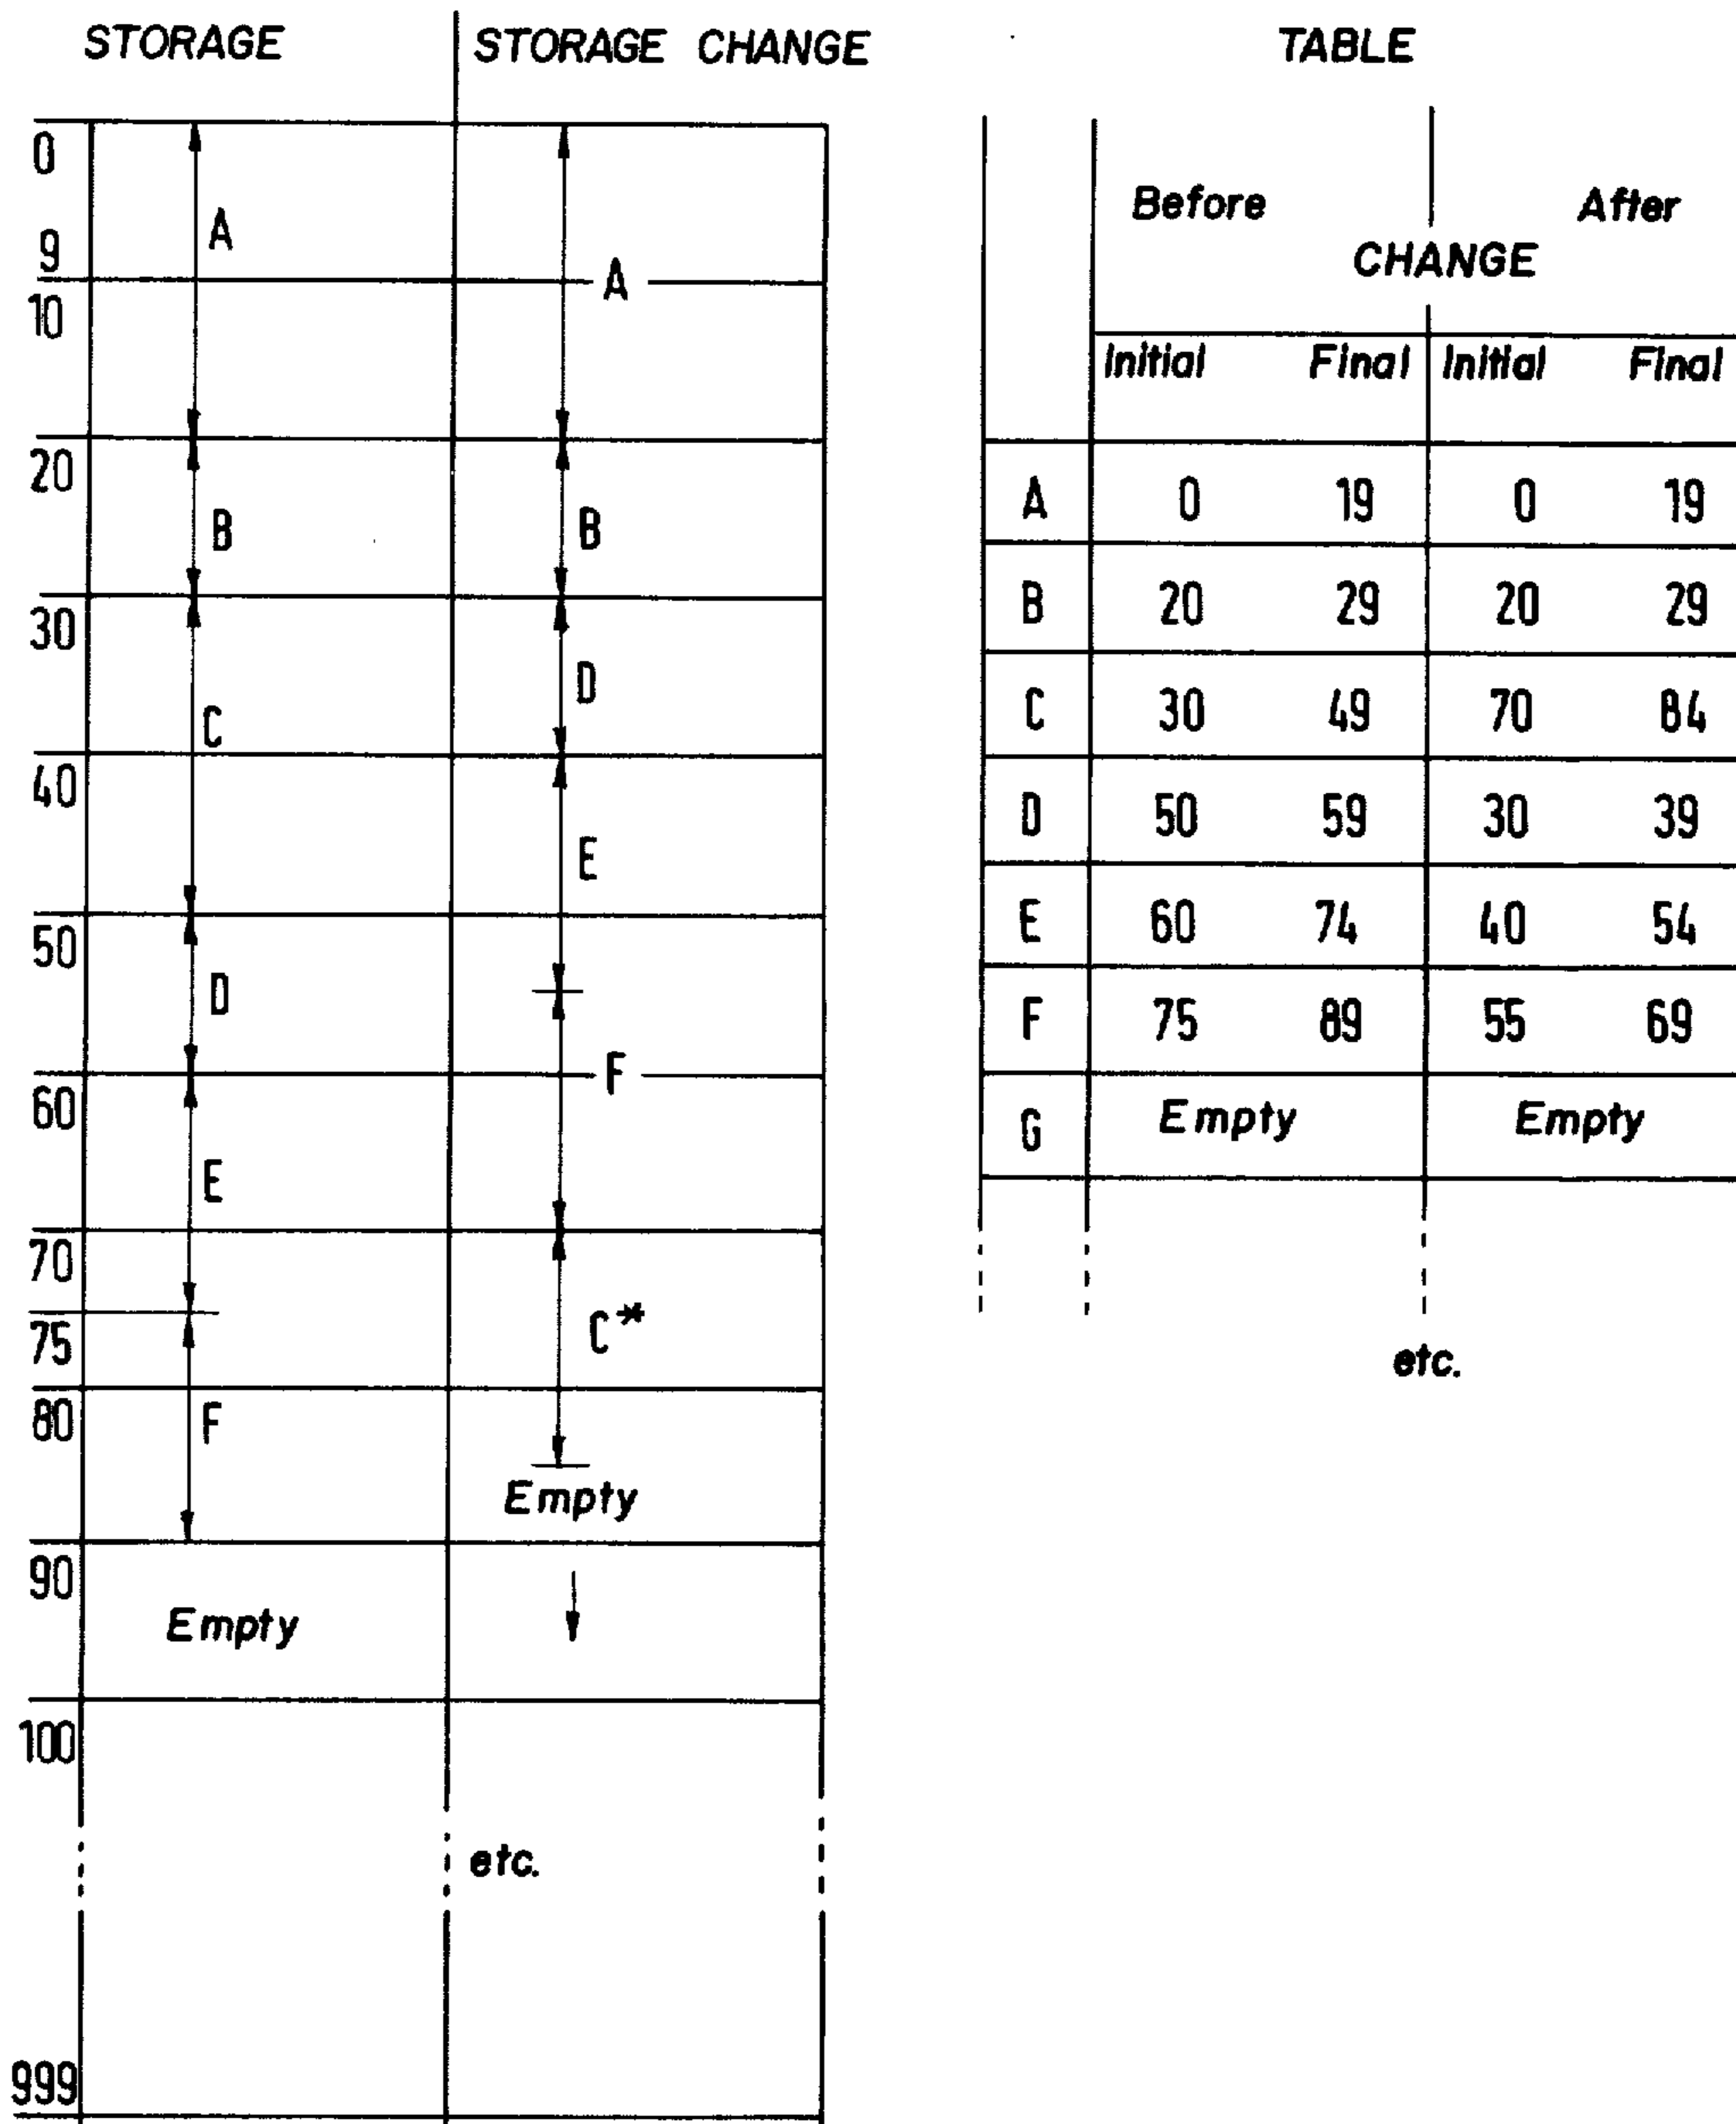 STORAGE STORAGE CHANGE
0
A
9
A
10
20
B B
30
D
C
40
E
50
D
F
60
E
70
C*
75
80 F
Empty
90
Empty
100
etc.
999
TABLE
Before After
CHANGE
Initial Final Initial Final
A 0 19 0 19
B 20 29 20 29
C 30 49 70 84
D 50 59 30 39
E 60 74 40 54
F 75 89 55 69
G Empty Empty
etc.